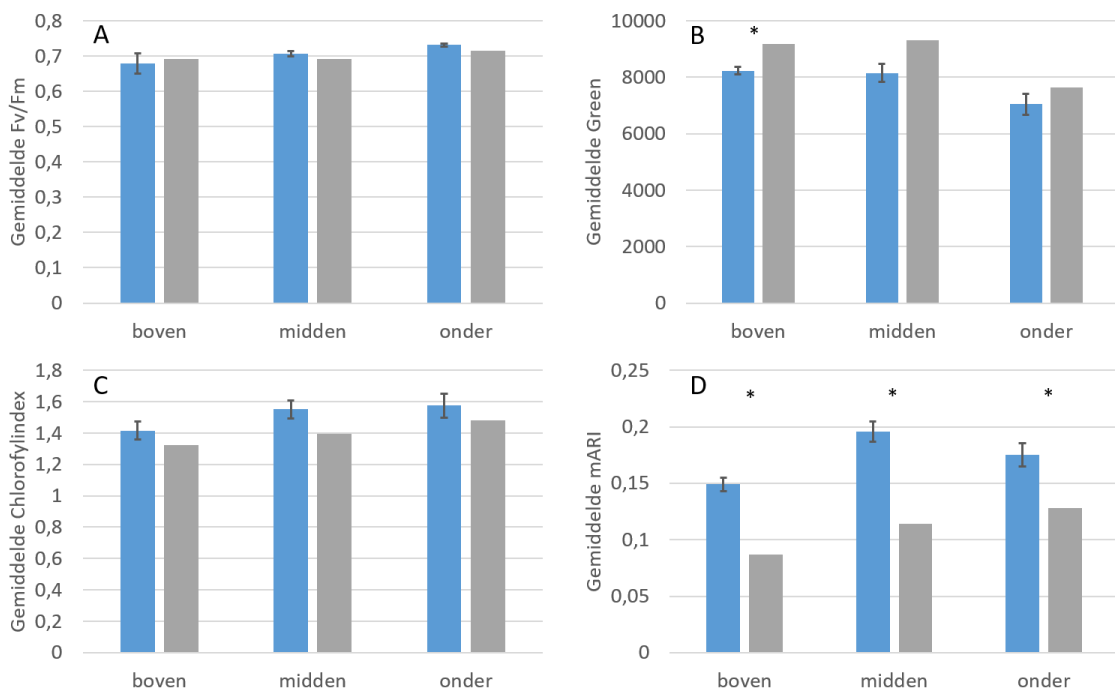 A
Gemiddelde Fv/Fm
0,8
0,7
0,6
0,5
0,4
0,3
0,2
0,1
0
boven midden onder
B
Gemiddelde Green
10000
8000
6000
4000
2000
0
*
boven midden onder
C
Gemiddelde Chlorofylindex
1,8
1,6
1,4
1,2
1
0,8
0,6
0,4
0,2
0
boven midden onder
D
Gemiddelde mARI
0,25
0,2
0,15
0,1
0,05
0
* * *
boven midden onder